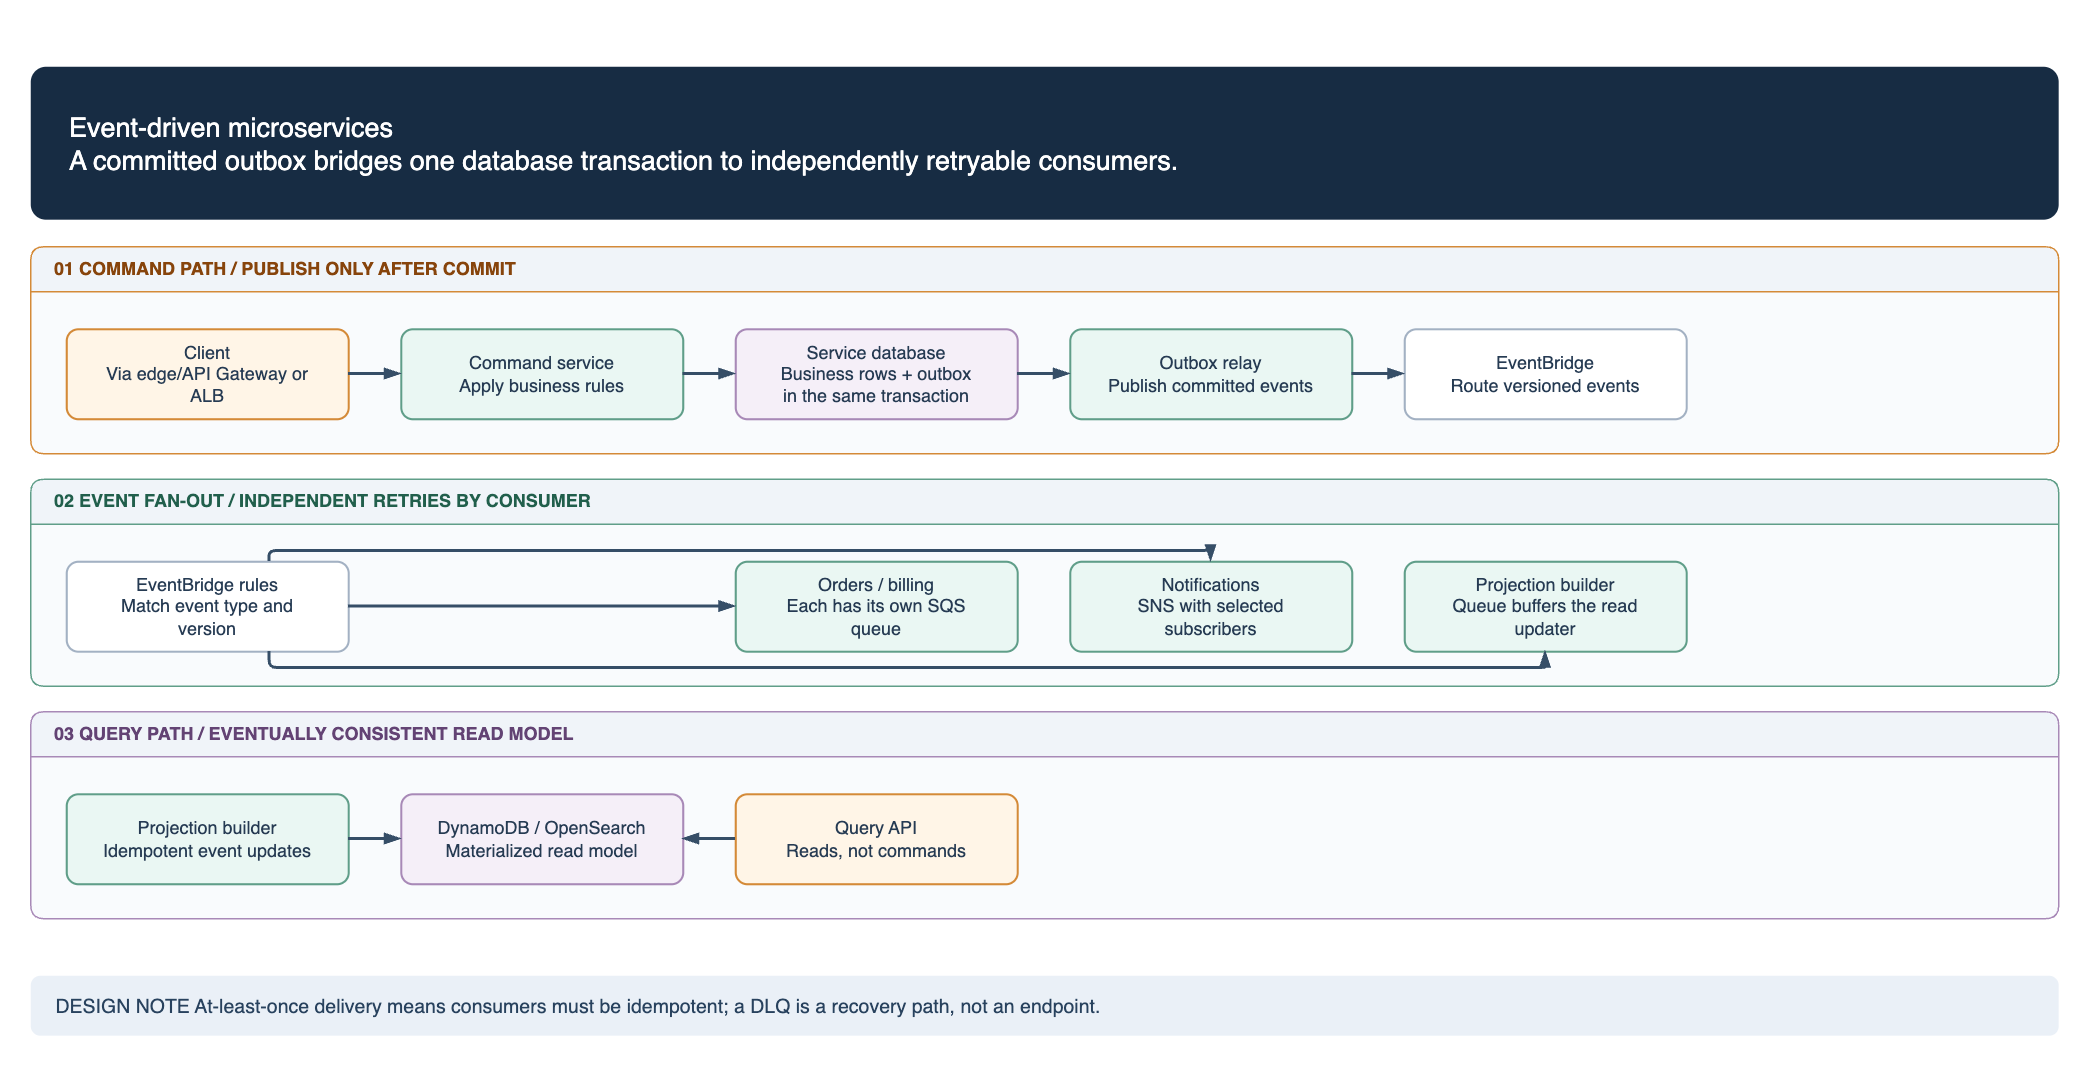 Event-driven microservices
A committed outbox bridges one database transaction to independently retryable consumers.
01 COMMAND PATH / PUBLISH ONLY AFTER COMMIT
Client
Via edge/API Gateway or
ALB
Command service
Apply business rules
Service database
Business rows + outbox
in the same transaction
Outbox relay
Publish committed events
EventBridge
Route versioned events
02 EVENT FAN-OUT / INDEPENDENT RETRIES BY CONSUMER
EventBridge rules
Match event type and
version
Orders / billing
Each has its own SQS
queue
Notifications
SNS with selected
subscribers
Projection builder
Queue buffers the read
updater
03 QUERY PATH / EVENTUALLY CONSISTENT READ MODEL
Projection builder
Idempotent event updates
DynamoDB / OpenSearch
Materialized read model
Query API
Reads, not commands
DESIGN NOTE At-least-once delivery means consumers must be idempotent; a DLQ is a recovery path, not an endpoint.